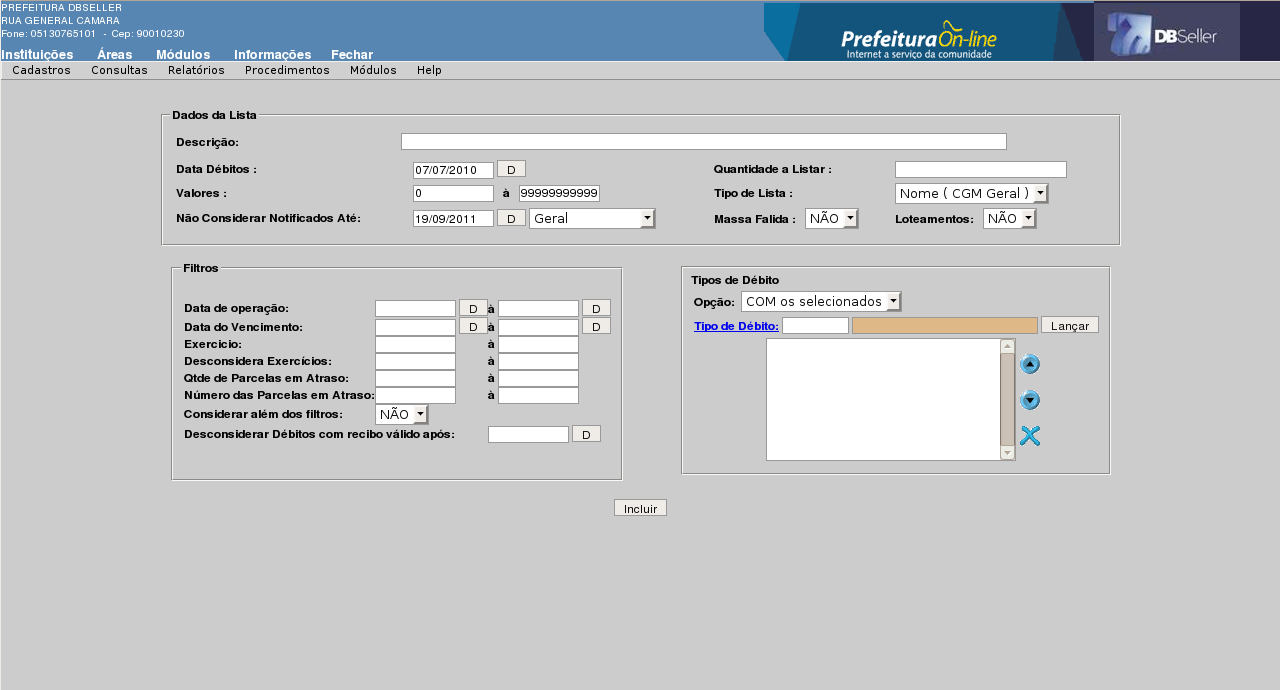 PREFEITURA DBSELLER
RUA GENERAL CAMARA
Fone: 05130765101 - Cep: 90010230
Prefeitura On-line
Internet a serviço da comunidade
DBSeller
Instituições Áreas Módulos Informações Fechar
Cadastros Consultas Relatórios Procedimentos Módulos Help
Dados da Lista
Descrição:
Data Débitos : 07/07/2010 D Quantidade a Listar :
Valores : 0 à 99999999999 Tipo de Lista : Nome ( CGM Geral )
Não Considerar Notificados Até: 19/09/2011 D Geral Massa Falida : NÃO Loteamentos: NÃO
Filtros
Data de operação: D à D
Data do Vencimento: D à D
Exercicio: à
Desconsidera Exercícios: à
Qtde de Parcelas em Atraso: à
Número das Parcelas em Atraso: à
Considerar além dos filtros: NÃO
Desconsiderar Débitos com recibo válido após: D
Tipos de Débito
Opção: COM os selecionados
Tipo de Débito: Lançar
Incluir